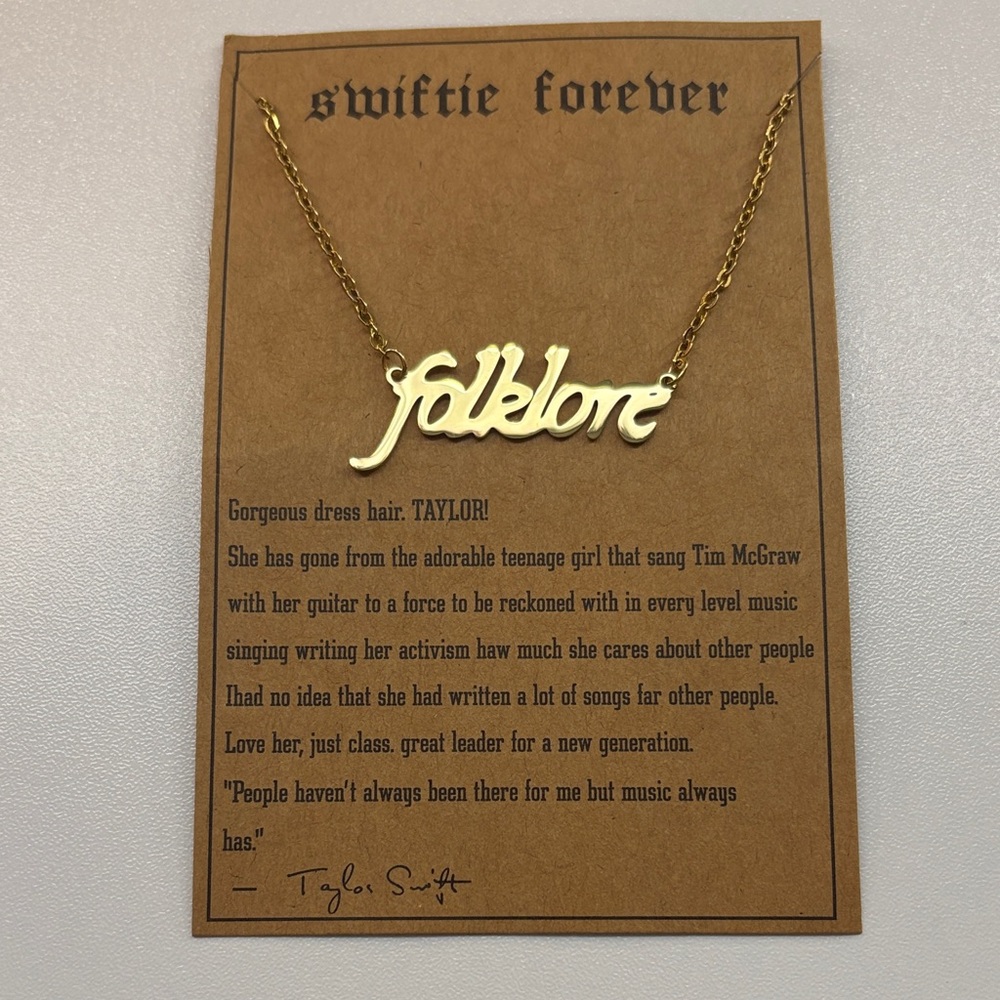 swiftie forever
folklore
Gorgeous dress hair. TAYLOR!
She has gone from the adorable teenage girl that sang Tim McGraw
with her guitar to a force to be reckoned with in every level music
singing writing her activism haw much she cares about other people
Ihad no idea that she had written a lot of songs far other people.
Love her, just class. great leader for a new generation.
"People haven't always been there for me but music always
has."
— Taylor Swift